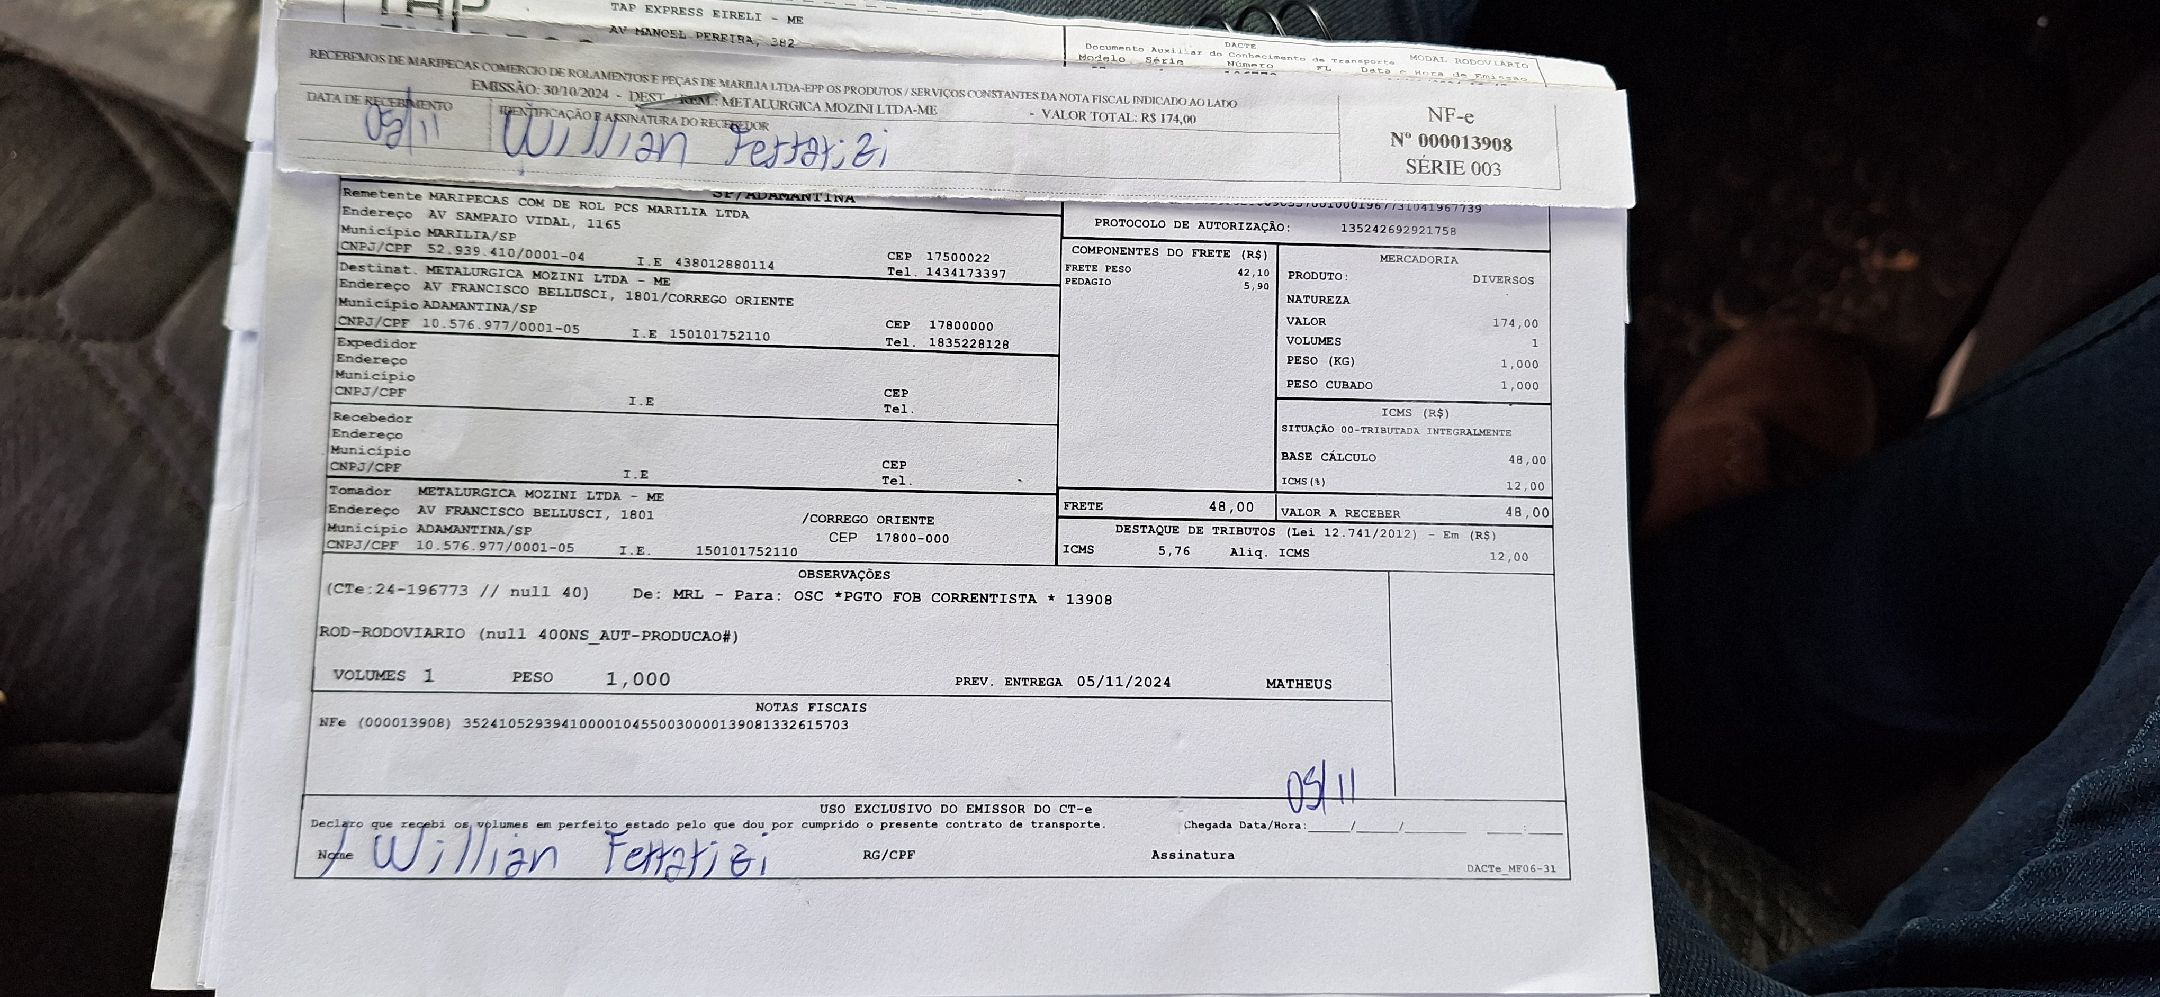 TAP
TAP EXPRESS EIRELI - ME
AV MANOEL PEREIRA, 382
DACTE
Documento Auxiliar do Conhecimento de Transporte MODAL RODOVIÁRIO
Modelo Série Número FL Data e Hora de Emissão
RECEBEMOS DE MARIPECAS COMERCIO DE ROLAMENTOS E PEÇAS DE MARILIA LTDA-EPP OS PRODUTOS / SERVIÇOS CONSTANTES DA NOTA FISCAL INDICADO AO LADO
EMISSÃO: 30/10/2024 - DEST. / REM.: METALURGICA MOZINI LTDA-ME - VALOR TOTAL: R$ 174,00
DATA DE RECEBIMENTO IDENTIFICAÇÃO E ASSINATURA DO RECEBEDOR
05/11 Willian Ferrarizi
NF-e
Nº 000013908
SÉRIE 003
SP/ADAMANTINA
Remetente MARIPECAS COM DE ROL PCS MARILIA LTDA
Endereço AV SAMPAIO VIDAL, 1165
Município MARILIA/SP CEP 17500022
CNPJ/CPF 52.939.410/0001-04 I.E 438012880114 Tel. 1434173397
Destinat. METALURGICA MOZINI LTDA - ME
Endereço AV FRANCISCO BELLUSCI, 1801/CORREGO ORIENTE
Município ADAMANTINA/SP CEP 17800000
CNPJ/CPF 10.576.977/0001-05 I.E 150101752110 Tel. 1835228128
Expedidor
Endereço
Município CEP
CNPJ/CPF I.E Tel.
Recebedor
Endereço
Município CEP
CNPJ/CPF I.E Tel.
Tomador METALURGICA MOZINI LTDA - ME
Endereço AV FRANCISCO BELLUSCI, 1801 /CORREGO ORIENTE
Município ADAMANTINA/SP CEP 17800-000
CNPJ/CPF 10.576.977/0001-05 I.E. 150101752110
PROTOCOLO DE AUTORIZAÇÃO: 135242692921758
COMPONENTES DO FRETE (R$)
FRETE PESO 42,10
PEDAGIO 5,90
MERCADORIA
PRODUTO: DIVERSOS
NATUREZA
VALOR 174,00
VOLUMES 1
PESO (KG) 1,000
PESO CUBADO 1,000
ICMS (R$)
SITUAÇÃO 00-TRIBUTADA INTEGRALMENTE
BASE CÁLCULO 48,00
ICMS(%) 12,00
FRETE 48,00 VALOR A RECEBER 48,00
DESTAQUE DE TRIBUTOS (Lei 12.741/2012) - Em (R$)
ICMS 5,76 Aliq. ICMS 12,00
OBSERVAÇÕES
(CTe:24-196773 // null 40) De: MRL - Para: OSC *PGTO FOB CORRENTISTA * 13908
ROD-RODOVIARIO (null 400NS_AUT-PRODUCAO#)
VOLUMES 1 PESO 1,000 PREV. ENTREGA 05/11/2024 MATHEUS
NOTAS FISCAIS
NFe (000013908) 35241052939410000104550030000139081332615703
05/11
USO EXCLUSIVO DO EMISSOR DO CT-e
Declaro que recebi os volumes em perfeito estado pelo que dou por cumprido o presente contrato de transporte. Chegada Data/Hora:____/____/______ ___:___
Nome Willian Ferrarizi RG/CPF Assinatura
DACTe_MF06-31